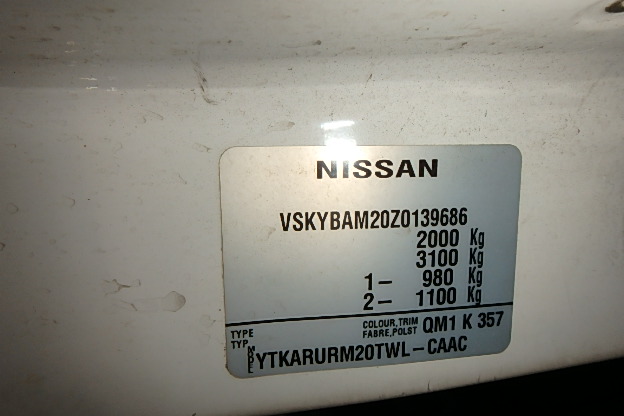 NISSAN
VSKYBAM20Z0139686
2000 Kg
3100 Kg
1- 980 Kg
2- 1100 Kg
TYPE
TYP
COLOUR,TRIM
FABRE,POLST
QM1 K 357
YTKARURM20TWL-CAAC